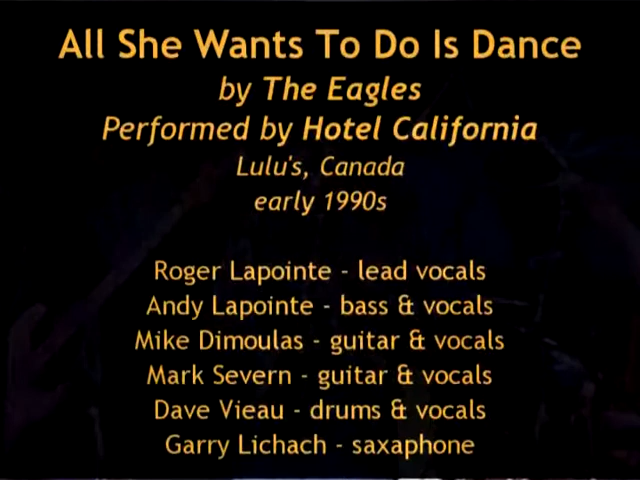 All She Wants To Do Is Dance
by The Eagles
Performed by Hotel California
Lulu's, Canada
early 1990s
Roger Lapointe - lead vocals
Andy Lapointe - bass & vocals
Mike Dimoulas - guitar & vocals
Mark Severn - guitar & vocals
Dave Vieau - drums & vocals
Garry Lichach - saxaphone